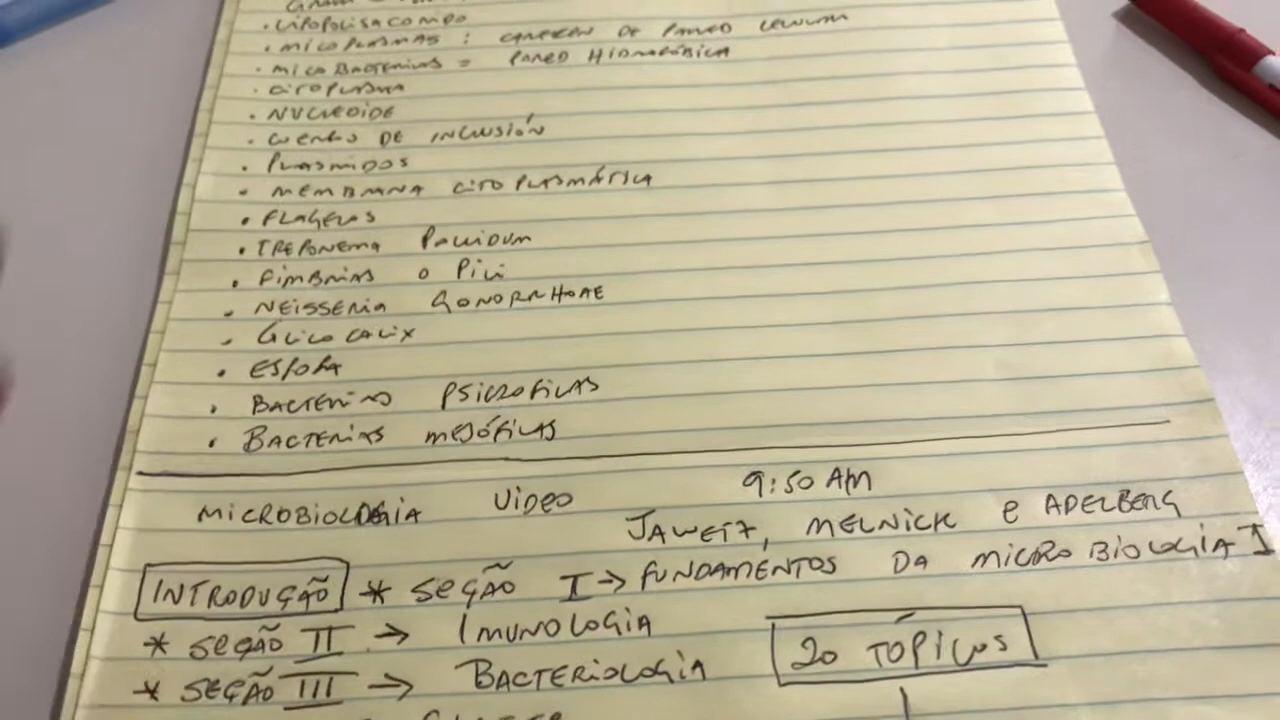 • LIPOPOLISACARIDO
• MICOPLASMAS : CARECEN DE PARED CELULAR
• MICOBACTERIAS = PARED HIDROFÓBICA
• CITOPLASMA
• NUCLEOIDE
• CUERPOS DE INCLUSIÓN
• PLASMIDOS
• MEMBRANA CITOPLASMÁTICA
• FLAGELOS
• TREPONEMA PALLIDUM
• FIMBRIAS O PILI
• NEISSERIA GONORRHOAE
• GLICOCALIX
• ESPORA
• BACTERIAS PSICROFILAS
• BACTERIAS MESÓFILAS
MICROBIOLOGIA VIDEO 9:50 AM
JAWETZ, MELNICK e ADELBERG
INTRODUÇÃO * SEÇÃO I → FUNDAMENTOS DA MICROBIOLOGIA I
* SEÇÃO II → IMUNOLOGIA
20 TÓPICOS
* SEÇÃO III → BACTERIOLOGIA